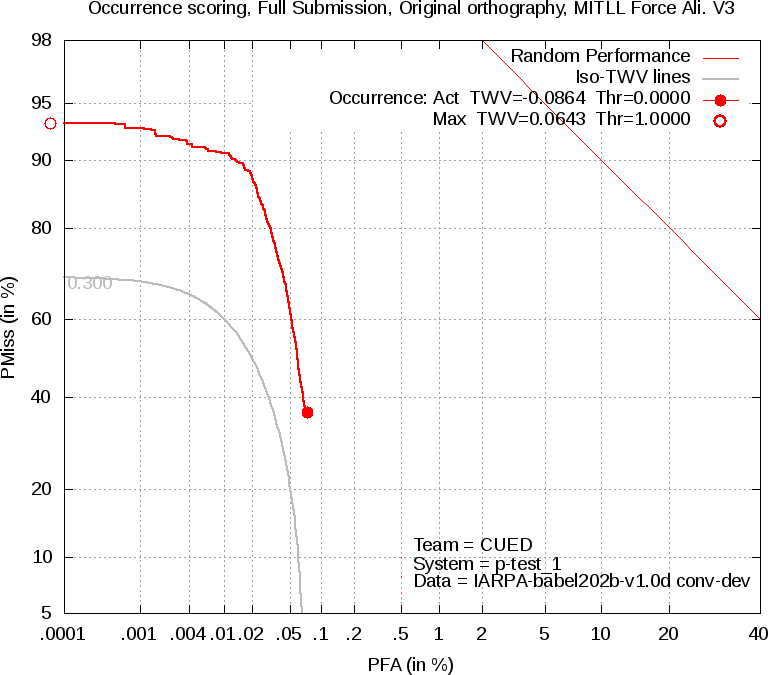 Occurrence scoring, Full Submission, Original orthography, MITLL Force Ali. V3
98
95
90
80
60
40
20
10
5
PMiss (in %)
Random Performance
Iso-TWV lines
Occurrence: Act TWV=-0.0864 Thr=0.0000
Max TWV=0.0643 Thr=1.0000
0.300
Team = CUED
System = p-test_1
Data = IARPA-babel202b-v1.0d conv-dev
.0001 .001 .004 .01 .02 .05 .1 .2 .5 1 2 5 10 20 40
PFA (in %)